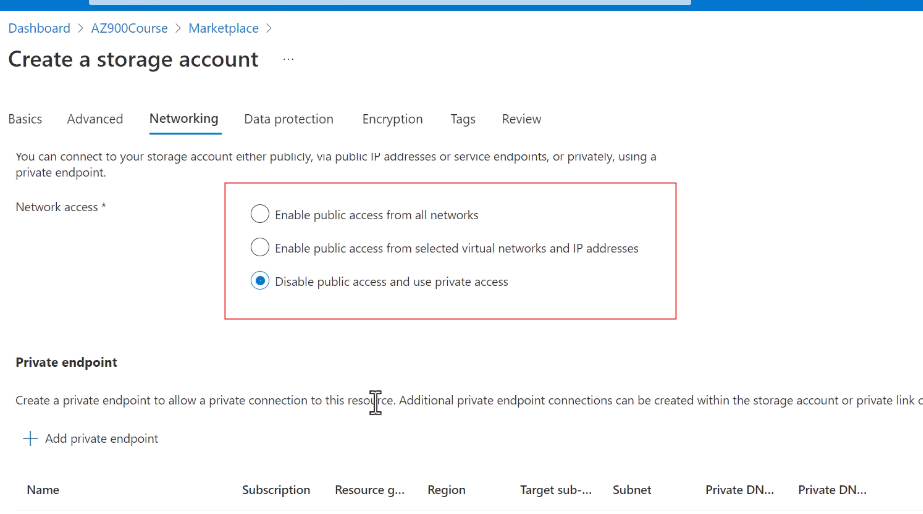 Dashboard > AZ900Course > Marketplace >
Create a storage account ...
Basics Advanced Networking Data protection Encryption Tags Review
You can connect to your storage account either publicly, via public IP addresses or service endpoints, or privately, using a
private endpoint.
Network access *
Enable public access from all networks
Enable public access from selected virtual networks and IP addresses
Disable public access and use private access
Private endpoint
Create a private endpoint to allow a private connection to this resource. Additional private endpoint connections can be created within the storage account or private link c
+ Add private endpoint
Name Subscription Resource g... Region Target sub-... Subnet Private DN... Private DN...